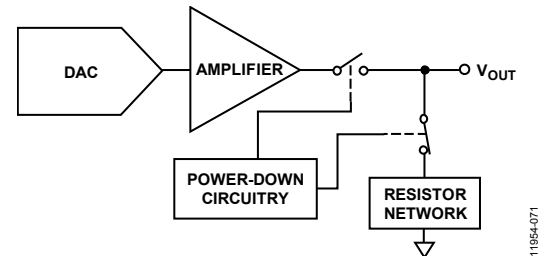 DAC
AMPLIFIER
VOUT
POWER-DOWN
CIRCUITRY
RESISTOR
NETWORK
11954-071